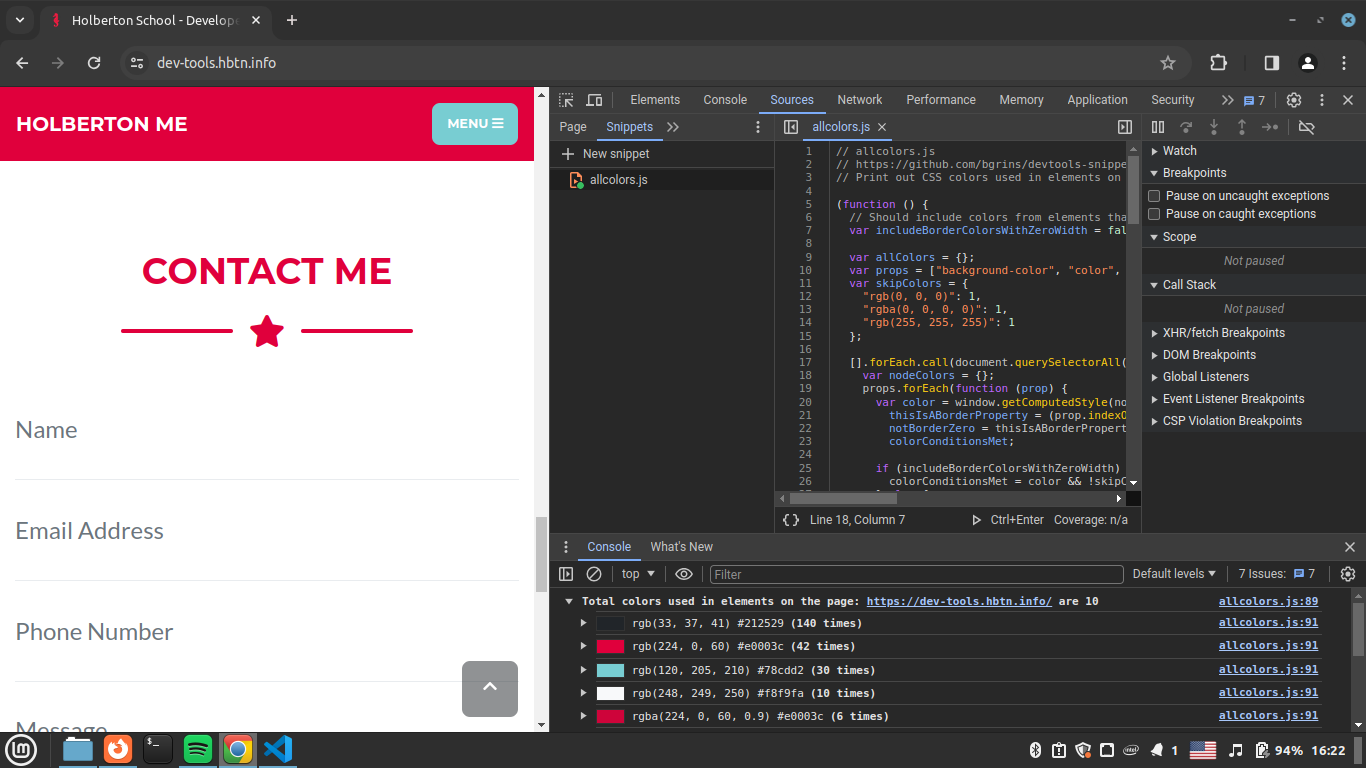 Holberton School - Develope
dev-tools.hbtn.info
HOLBERTON ME
MENU
CONTACT ME
Name
Email Address
Phone Number
Message
Elements Console Sources Network Performance Memory Application Security 7
Page Snippets
New snippet
allcolors.js
allcolors.js
1 // allcolors.js
2 // https://github.com/bgrins/devtools-snippe
3 // Print out CSS colors used in elements on
4
5 (function () {
6 // Should include colors from elements tha
7 var includeBorderColorsWithZeroWidth = fal
8
9 var allColors = {};
10 var props = ["background-color", "color",
11 var skipColors = {
12 "rgb(0, 0, 0)": 1,
13 "rgba(0, 0, 0, 0)": 1,
14 "rgb(255, 255, 255)": 1
15 };
16
17 [].forEach.call(document.querySelectorAll(
18 var nodeColors = {};
19 props.forEach(function (prop) {
20 var color = window.getComputedStyle(no
21 thisIsABorderProperty = (prop.indexO
22 notBorderZero = thisIsABorderPropert
23 colorConditionsMet;
24
25 if (includeBorderColorsWithZeroWidth)
26 colorConditionsMet = color && !skipC
{} Line 18, Column 7 Ctrl+Enter Coverage: n/a
Watch
Breakpoints
Pause on uncaught exceptions
Pause on caught exceptions
Scope
Not paused
Call Stack
Not paused
XHR/fetch Breakpoints
DOM Breakpoints
Global Listeners
Event Listener Breakpoints
CSP Violation Breakpoints
Console What's New
top Filter Default levels 7 Issues: 7
Total colors used in elements on the page: https://dev-tools.hbtn.info/ are 10 allcolors.js:89
rgb(33, 37, 41) #212529 (140 times) allcolors.js:91
rgb(224, 0, 60) #e0003c (42 times) allcolors.js:91
rgb(120, 205, 210) #78cdd2 (30 times) allcolors.js:91
rgb(248, 249, 250) #f8f9fa (10 times) allcolors.js:91
rgba(224, 0, 60, 0.9) #e0003c (6 times) allcolors.js:91
$_ intel 1 94% 16:22